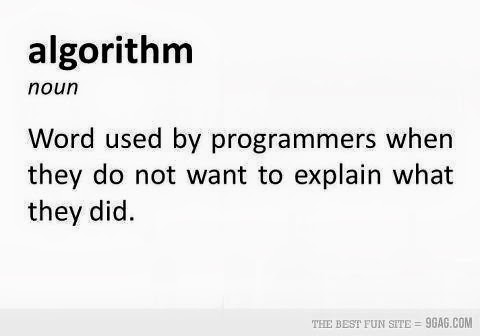 algorithm
noun
Word used by programmers when
they do not want to explain what
they did.
THE BEST FUN SITE = 9GAG.COM